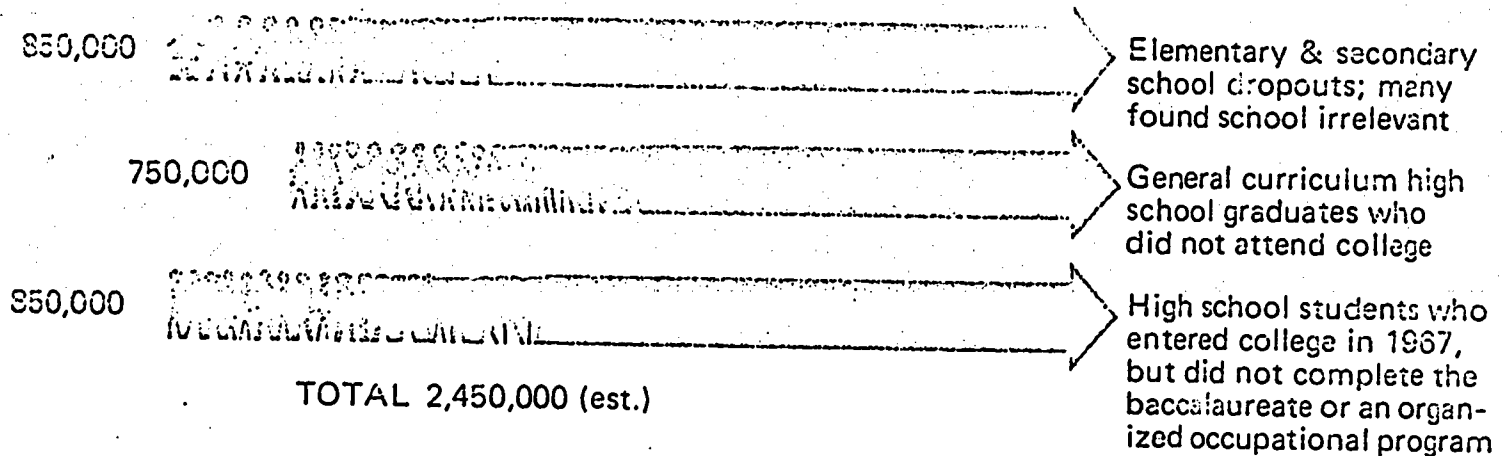 850,000
Elementary & secondary
school dropouts; many
found school irrelevant
750,000
General curriculum high
school graduates who
did not attend college
850,000
High school students who
entered college in 1967,
but did not complete the
baccalaureate or an organ-
ized occupational program
TOTAL 2,450,000 (est.)